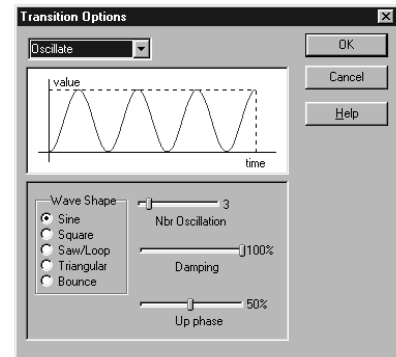 Transition Options
Oscillate
OK
Cancel
Help
value
time
Wave Shape
Sine
Square
Saw/Loop
Triangular
Bounce
3
Nbr Oscillation
100%
Damping
50%
Up phase